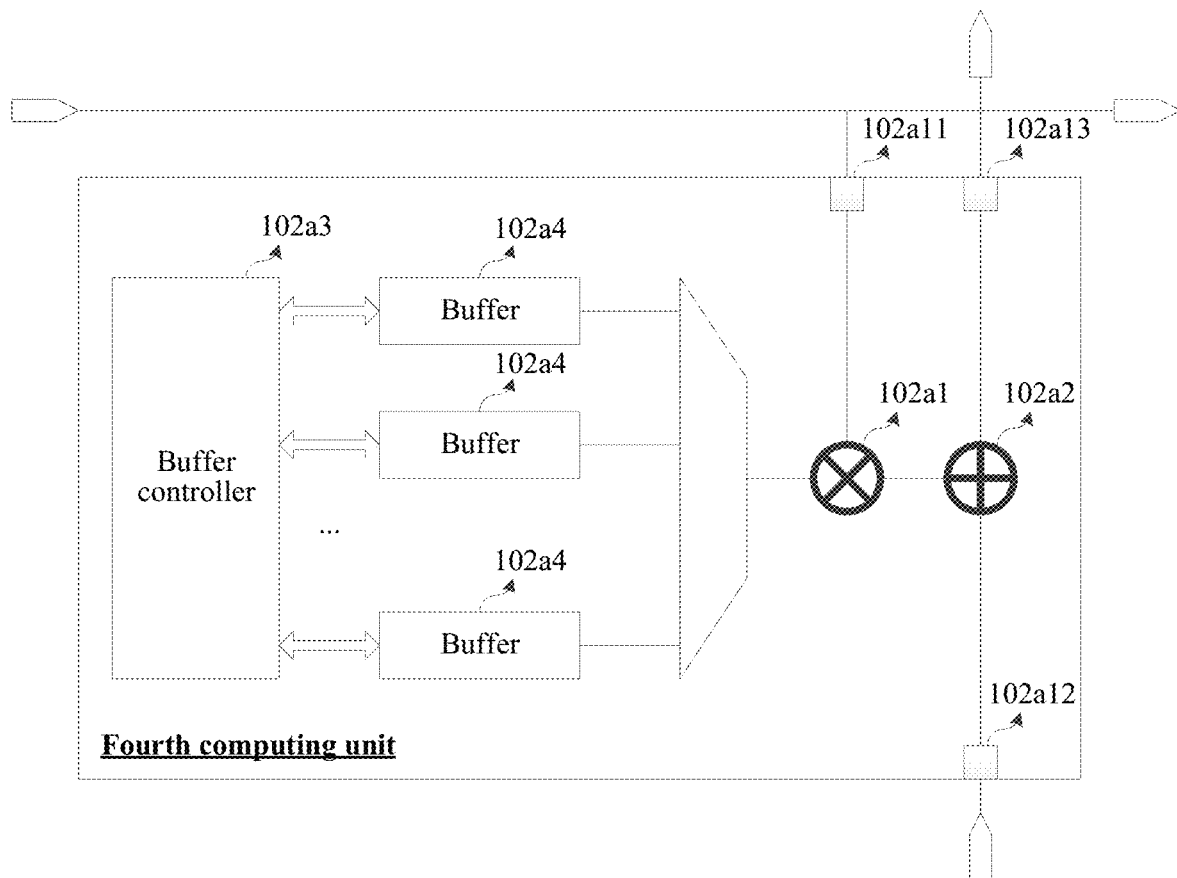 102a11
102a13
102a3
102a4
Buffer
102a4
Buffer
102a1
102a2
Buffer
controller
...
102a4
Buffer
102a12
Fourth computing unit